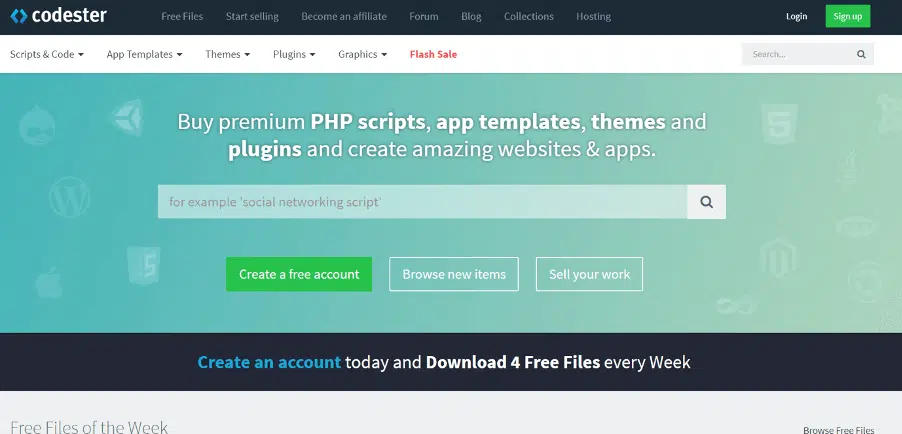 codester
Free Files Start selling Become an affiliate Forum Blog Collections Hosting Login Sign up
Scripts & Code App Templates Themes Plugins Graphics Flash Sale Search...
Buy premium PHP scripts, app templates, themes and
plugins and create amazing websites & apps.
for example 'social networking script'
Create a free account Browse new items Sell your work
Create an account today and Download 4 Free Files every Week
Free Files of the Week Browse Free Files